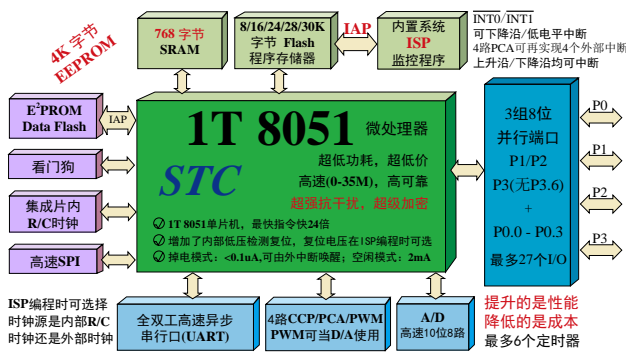 4K 字节
EEPROM
768 字节
SRAM
8/16/24/28/30K
字节 Flash
程序存储器
IAP
内置系统
ISP
监控程序
INT0/INT1
可下降沿/低电平中断
4路PCA可再实现4个外部中断
上升沿/下降沿均可中断
E²PROM
Data Flash
IAP
看门狗
集成片内
R/C时钟
高速SPI
1T 8051 微处理器
STC
超低功耗，超低价
高速(0-35M)，高可靠
超强抗干扰，超级加密
1T 8051单片机，最快指令快24倍
增加了内部低压检测复位，复位电压在ISP编程时可选
掉电模式：<0.1uA,可由外中断唤醒；空闲模式：2mA
3组8位
并行端口
P1/P2
P3(无P3.6)
+
P0.0 - P0.3
最多27个I/O
P0
P1
P2
P3
ISP编程时可选择
时钟源是内部R/C
时钟还是外部时钟
全双工高速异步
串行口(UART)
4路CCP/PCA/PWM
PWM可当D/A使用
A/D
高速10位8路
提升的是性能
降低的是成本
最多6个定时器